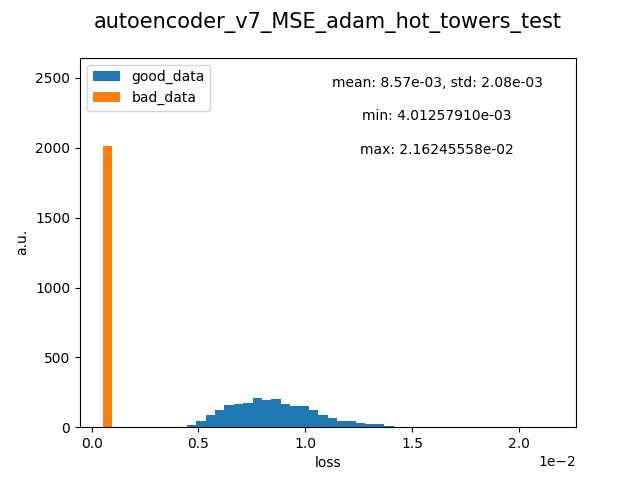 autoencoder_v7_MSE_adam_hot_towers_test
good_data
bad_data
mean: 8.57e-03, std: 2.08e-03
min: 4.01257910e-03
max: 2.16245558e-02
2500
2000
1500
1000
500
0
a.u.
0.0 0.5 1.0 1.5 2.0
1e−2
loss